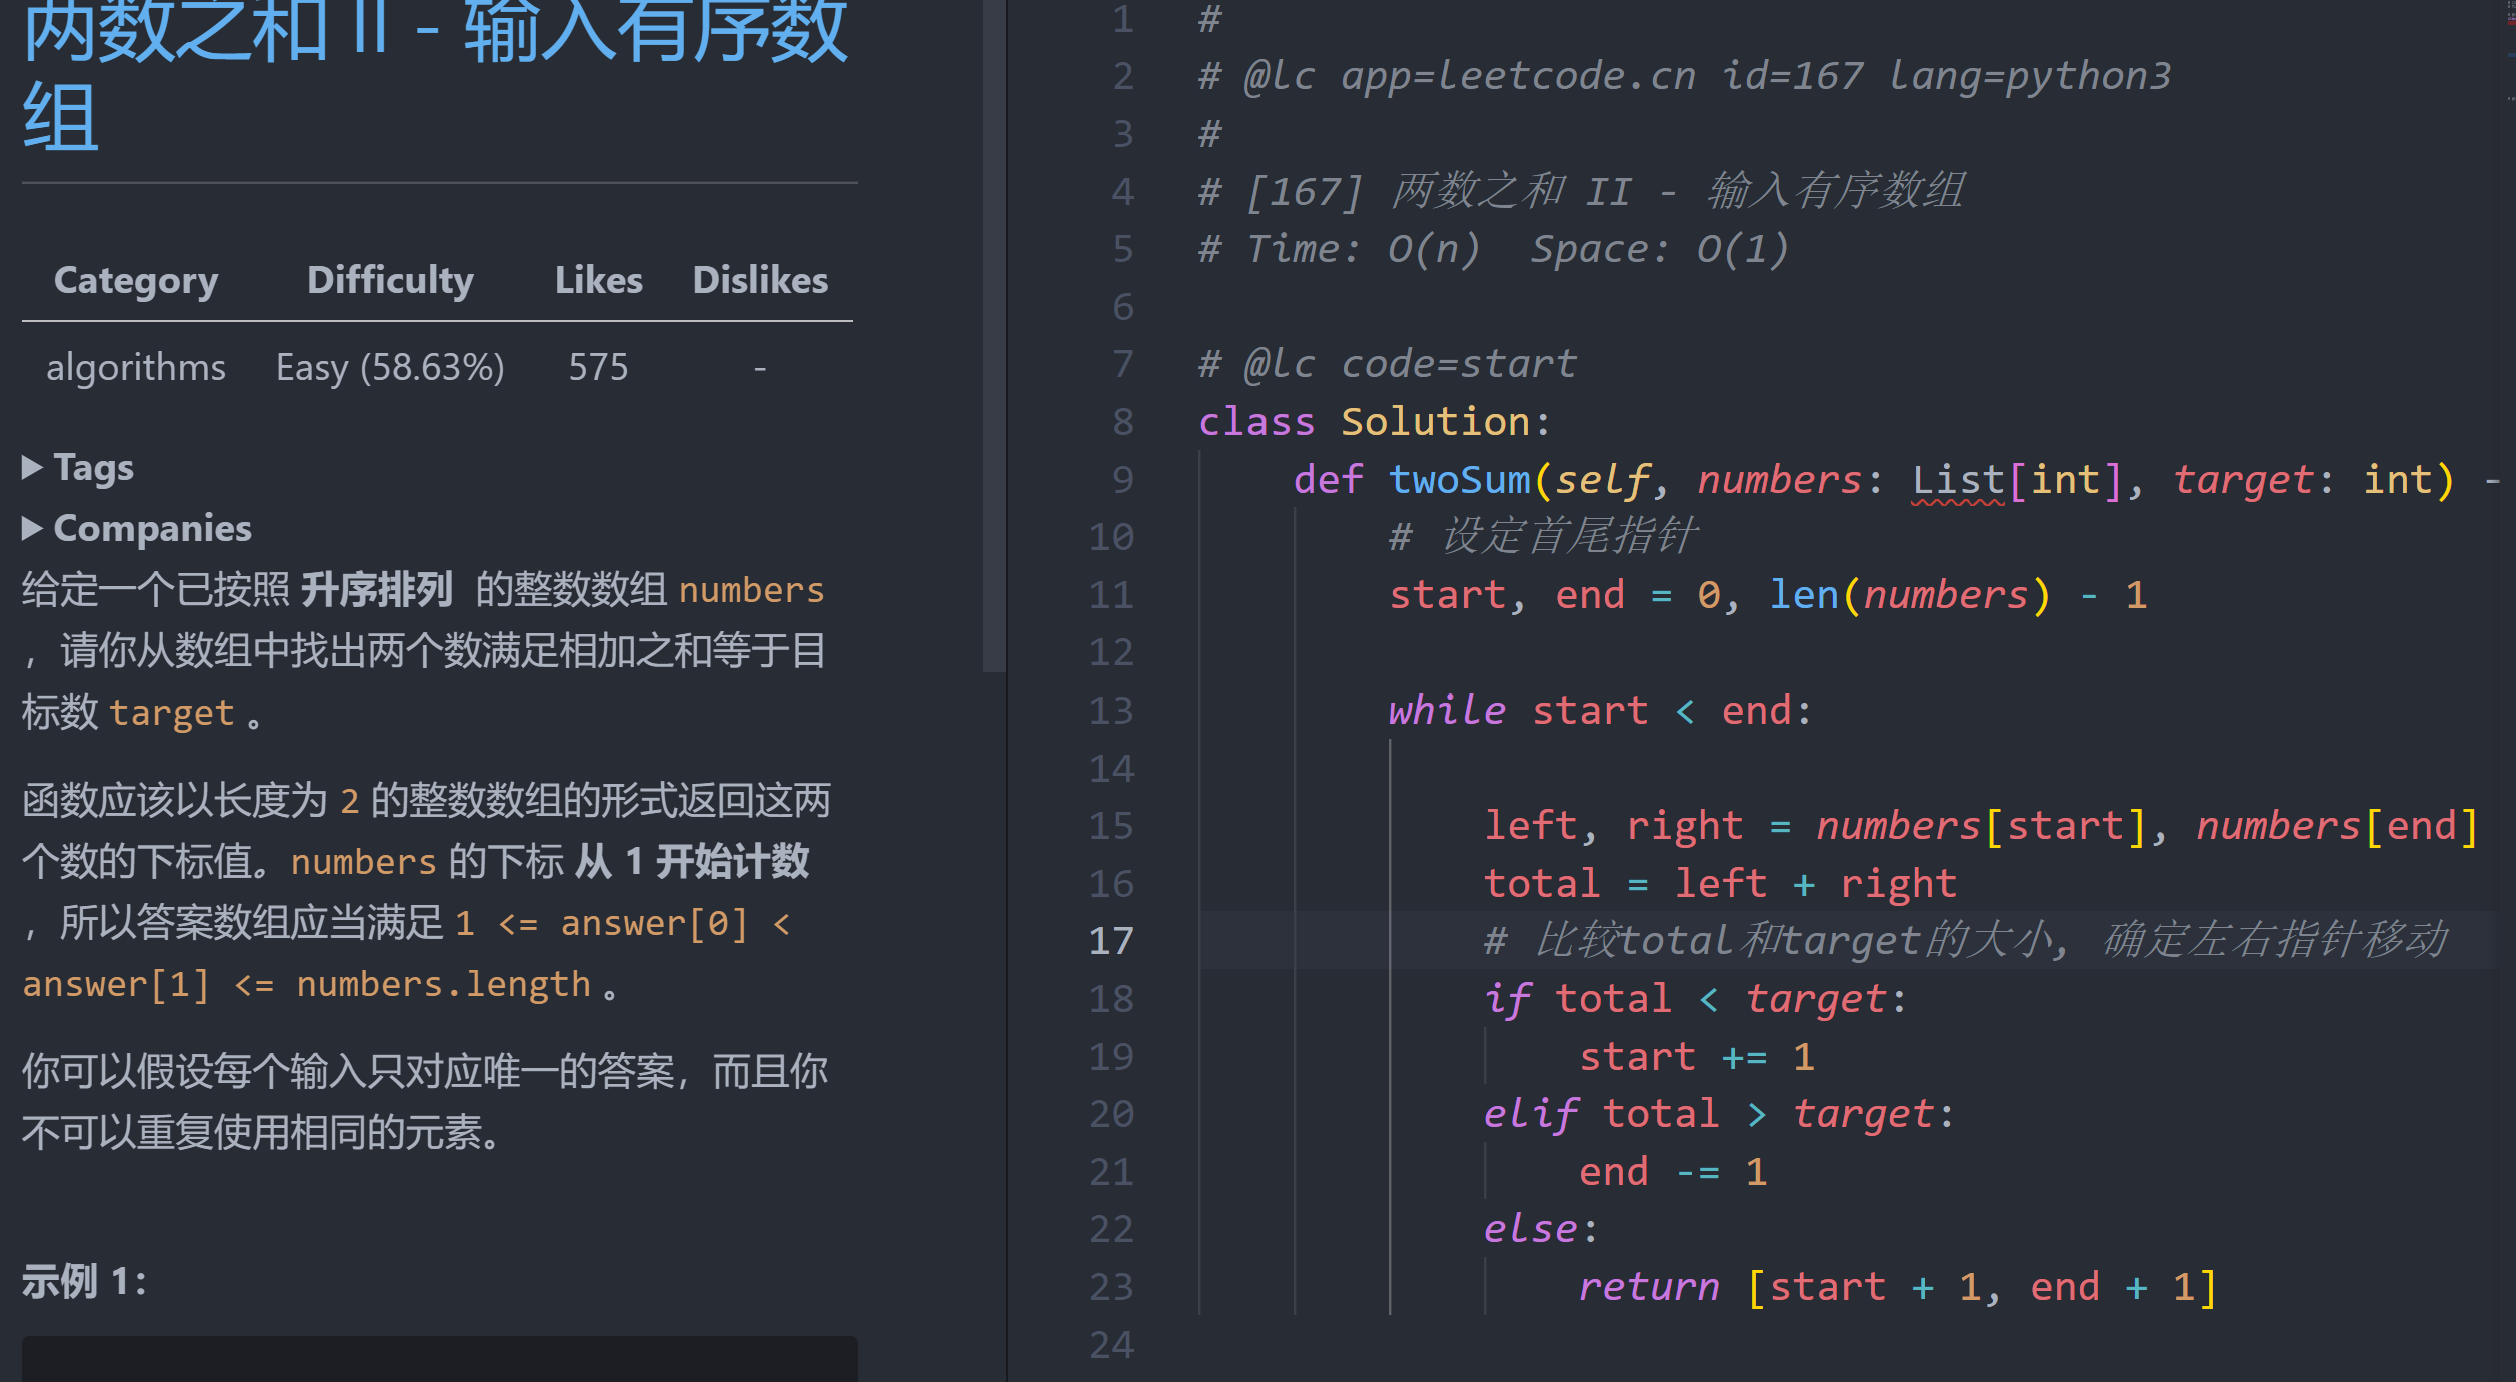 两数之和 II - 输入有序数
组
Category Difficulty Likes Dislikes
algorithms Easy (58.63%) 575 -
▶ Tags
▶ Companies
给定一个已按照 升序排列 的整数数组 numbers
，请你从数组中找出两个数满足相加之和等于目
标数 target 。
函数应该以长度为 2 的整数数组的形式返回这两
个数的下标值。numbers 的下标 从 1 开始计数
，所以答案数组应当满足 1 <= answer[0] <
answer[1] <= numbers.length 。
你可以假设每个输入只对应唯一的答案，而且你
不可以重复使用相同的元素。
示例 1：
1 #
2 # @lc app=leetcode.cn id=167 lang=python3
3 #
4 # [167] 两数之和 II - 输入有序数组
5 # Time: O(n)  Space: O(1)
6
7 # @lc code=start
8 class Solution:
9     def twoSum(self, numbers: List[int], target: int) -
10         # 设定首尾指针
11         start, end = 0, len(numbers) - 1
12
13         while start < end:
14
15             left, right = numbers[start], numbers[end]
16             total = left + right
17             # 比较total和target的大小, 确定左右指针移动
18             if total < target:
19                 start += 1
20             elif total > target:
21                 end -= 1
22             else:
23                 return [start + 1, end + 1]
24